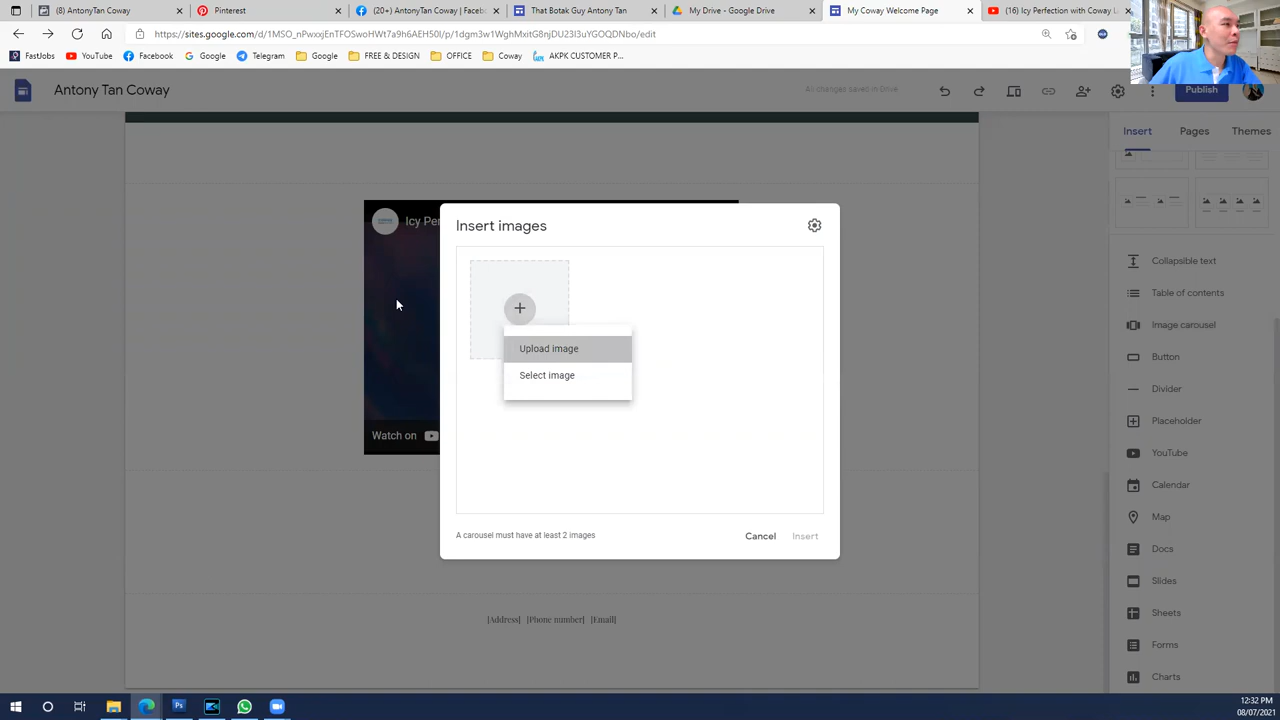 (8) AntonyTan Coway
Pinterest
(20+) AntonyTan Coway | Faceb
That Botak Guy Antony Tan
My Drive - Google Drive
My Coway Welcome Page
(16) Icy Perfection with Coway L
https://sites.google.com/d/1MSO_nPwxxjEnTFOSwoHWt7a9h6AEH50I/p/1dgm3w1WghMxitG8njDU23I3uYGOQDNbo/edit
FastJobs
YouTube
Facebook
Google
Telegram
Google
FREE & DESIGN
OFFICE
Coway
AKPK CUSTOMER P...
Antony Tan Coway
All changes saved in Drive
Publish
Insert
Pages
Themes
Icy Per
Insert images
Upload image
Select image
Watch on
A carousel must have at least 2 images
Cancel
Insert
|Address| |Phone number| |Email|
Collapsible text
Table of contents
Image carousel
Button
Divider
Placeholder
YouTube
Calendar
Map
Docs
Slides
Sheets
Forms
Charts
12:32 PM
08/07/2021